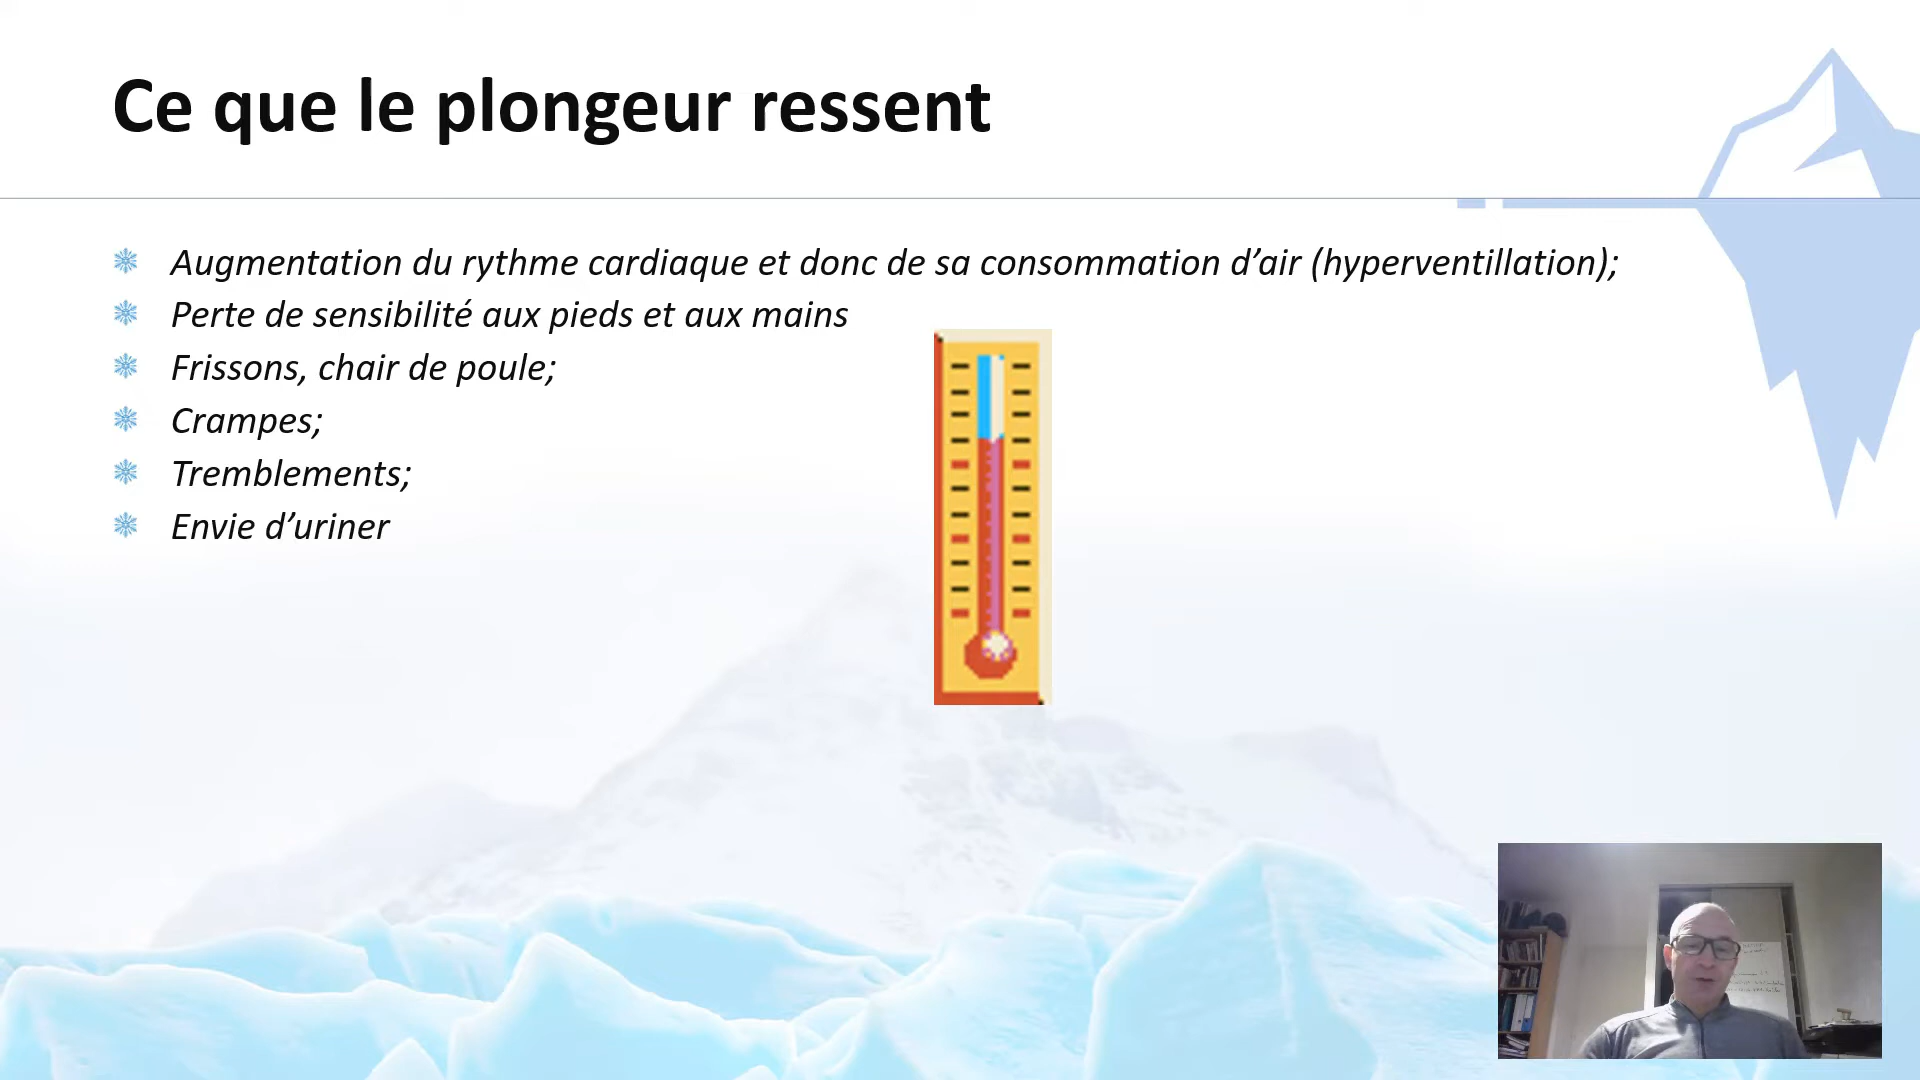 Ce que le plongeur ressent
Augmentation du rythme cardiaque et donc de sa consommation d’air (hyperventillation);
Perte de sensibilité aux pieds et aux mains
Frissons, chair de poule;
Crampes;
Tremblements;
Envie d’uriner